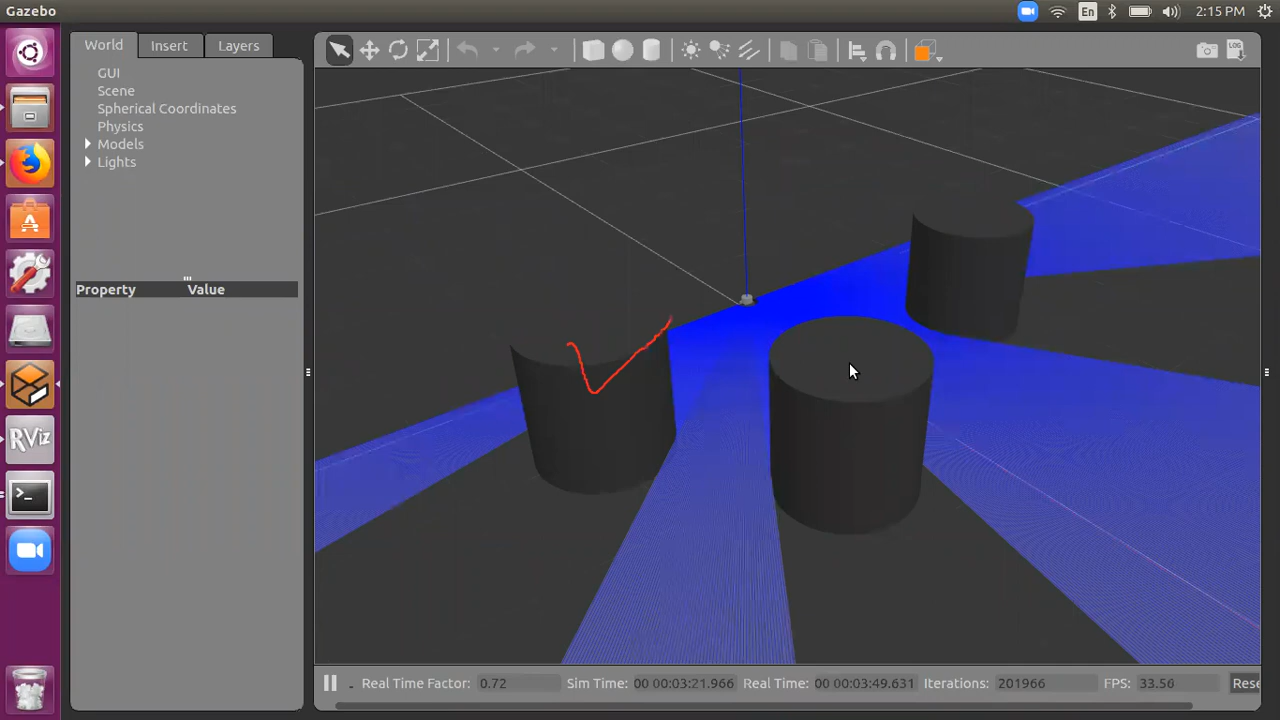 Gazebo
En
2:15 PM
World
Insert
Layers
LOG
GUI
Scene
Spherical Coordinates
Physics
Models
Lights
Property
Value
RViz
Real Time Factor: 0.72 Sim Time: 00 00:03:21.966 Real Time: 00 00:03:49.631 Iterations: 201966 FPS: 33.56 Rese